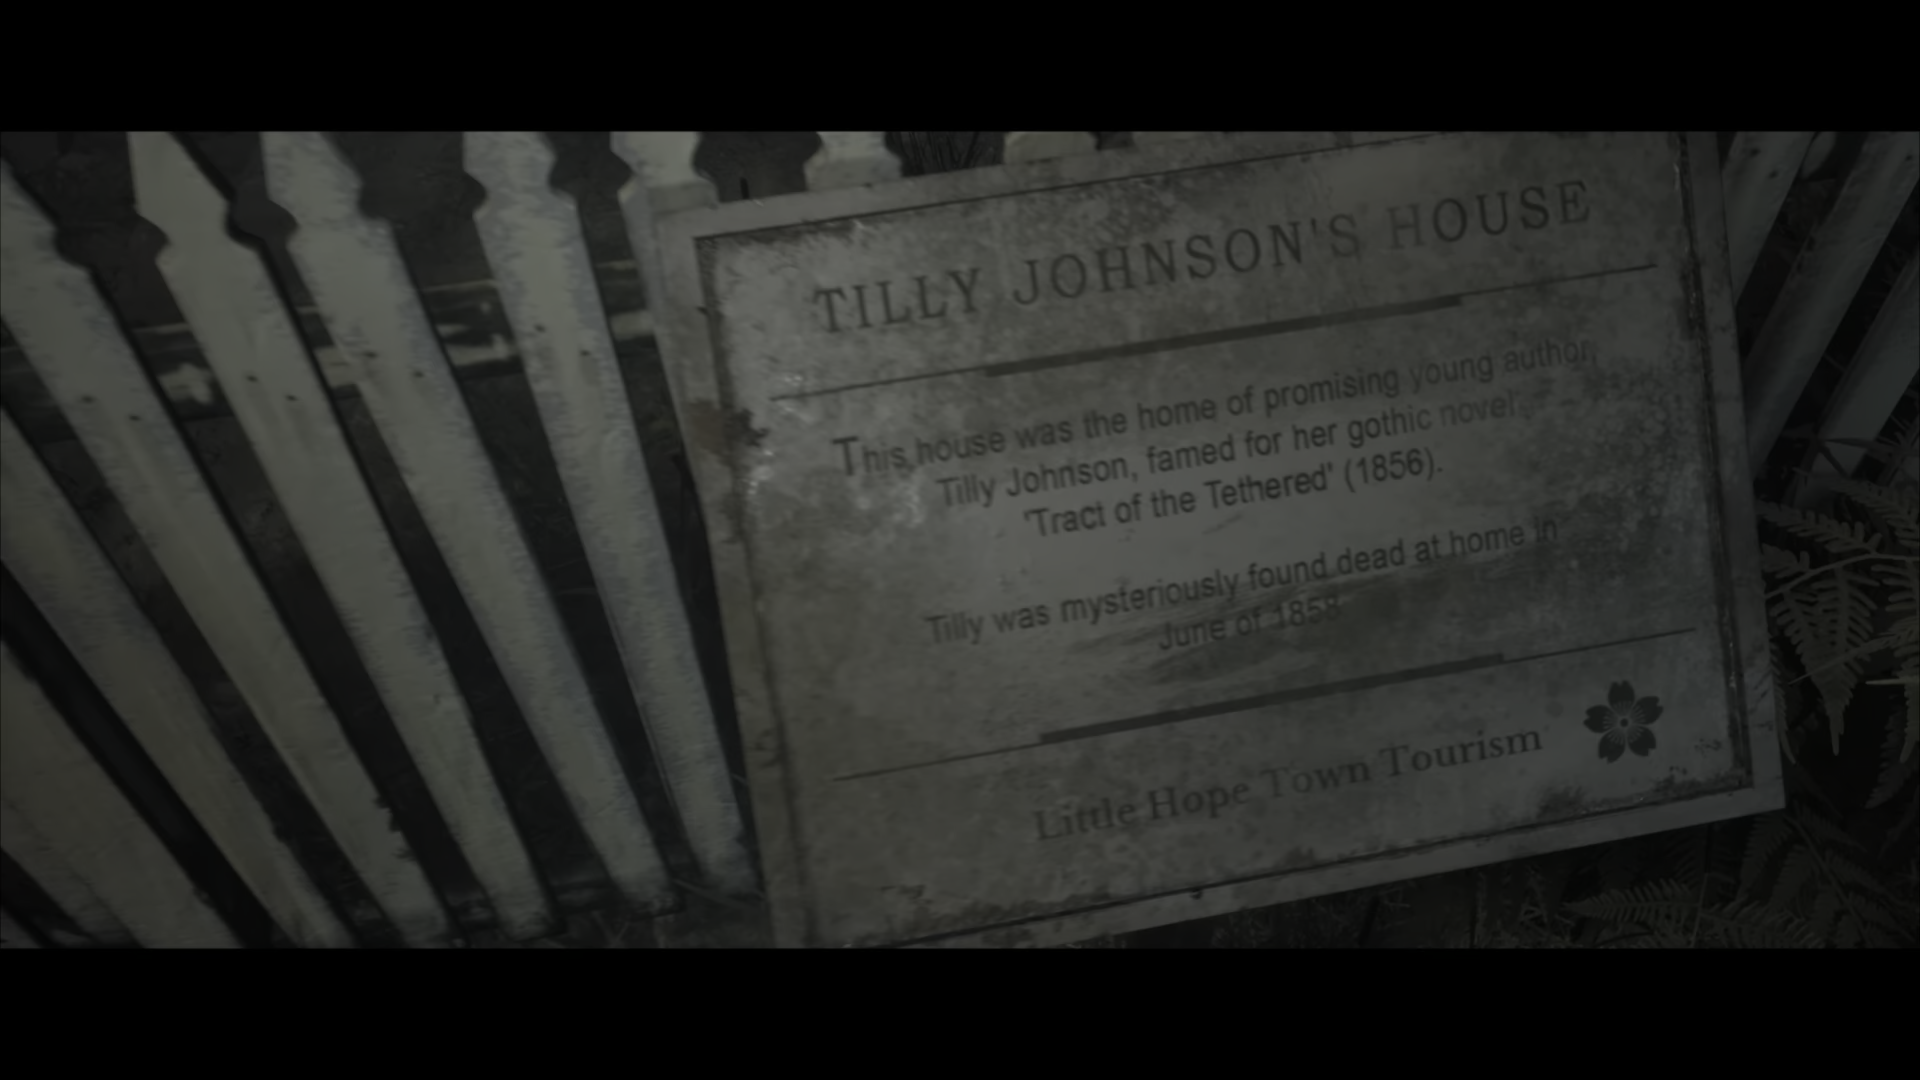 TILLY JOHNSON'S HOUSE
This house was the home of promising young author,
Tilly Johnson, famed for her gothic novel,
'Tract of the Tethered' (1856).
Tilly was mysteriously found dead at home in
June of 1858
Little Hope Town Tourism